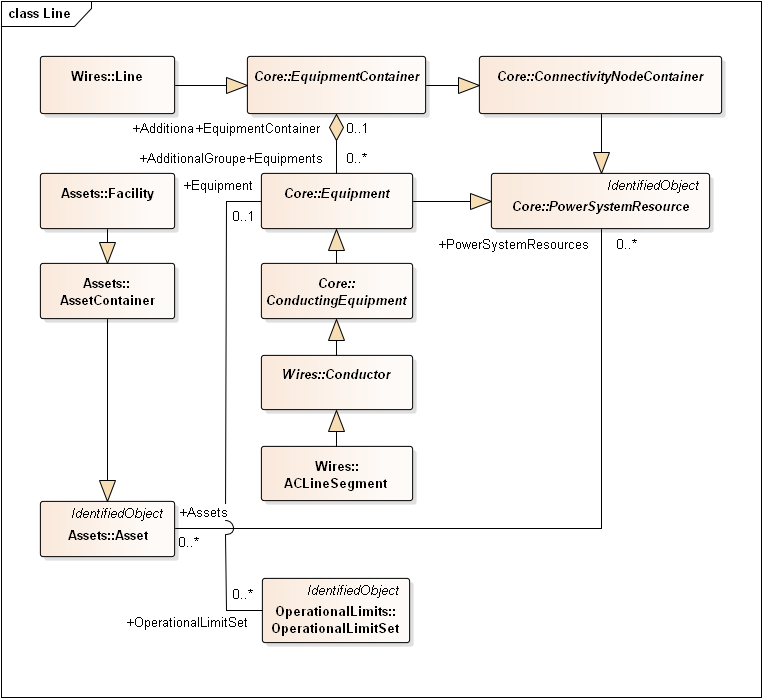 class Line
Wires::Line
Core::EquipmentContainer
Core::ConnectivityNodeContainer
+Additiona +EquipmentContainer
0..1
+AdditionalGroupe+Equipments
0..*
Assets::Facility
+Equipment
0..1
Core::Equipment
IdentifiedObject
Core::PowerSystemResource
+PowerSystemResources
0..*
Assets::
AssetContainer
Core::
ConductingEquipment
Wires::Conductor
Wires::
ACLineSegment
IdentifiedObject
Assets::Asset
+Assets
0..*
0..*
+OperationalLimitSet
IdentifiedObject
OperationalLimits::
OperationalLimitSet